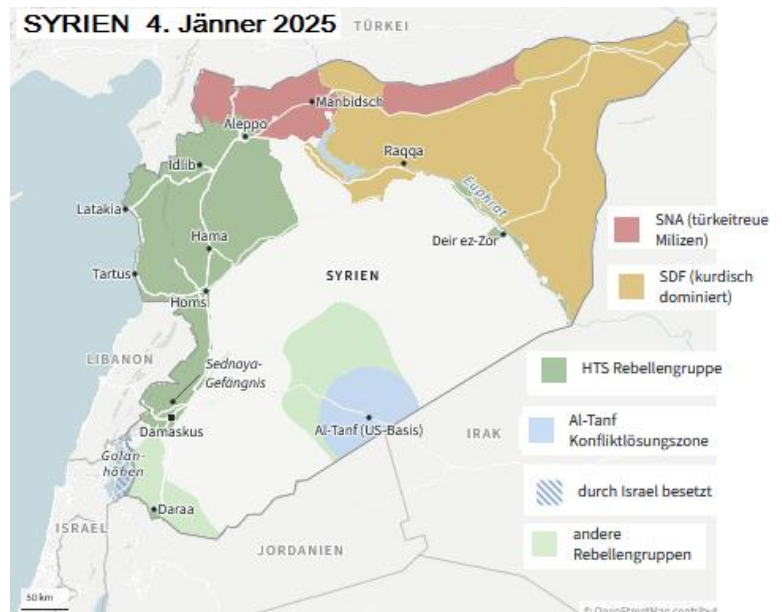 SYRIEN 4. Jänner 2025
TÜRKEI
Manbidsch
Aleppo
Idlib
Raqqa
Latakia
Euphrat
SNA (türkeitreue
Milizen)
Hama
Deir ez-Zor
Tartus
SYRIEN
SDF (kurdisch
dominiert)
Homs
LIBANON
Sednaya-
Gefängnis
HTS Rebellengruppe
Damaskus
Al-Tanf (US-Basis)
IRAK
Al-Tanf
Konfliktlösungszone
Golan-
höhen
durch Israel besetzt
Daraa
ISRAEL
JORDANIEN
andere
Rebellengruppen
50 km
© OpenStreetMap contribut